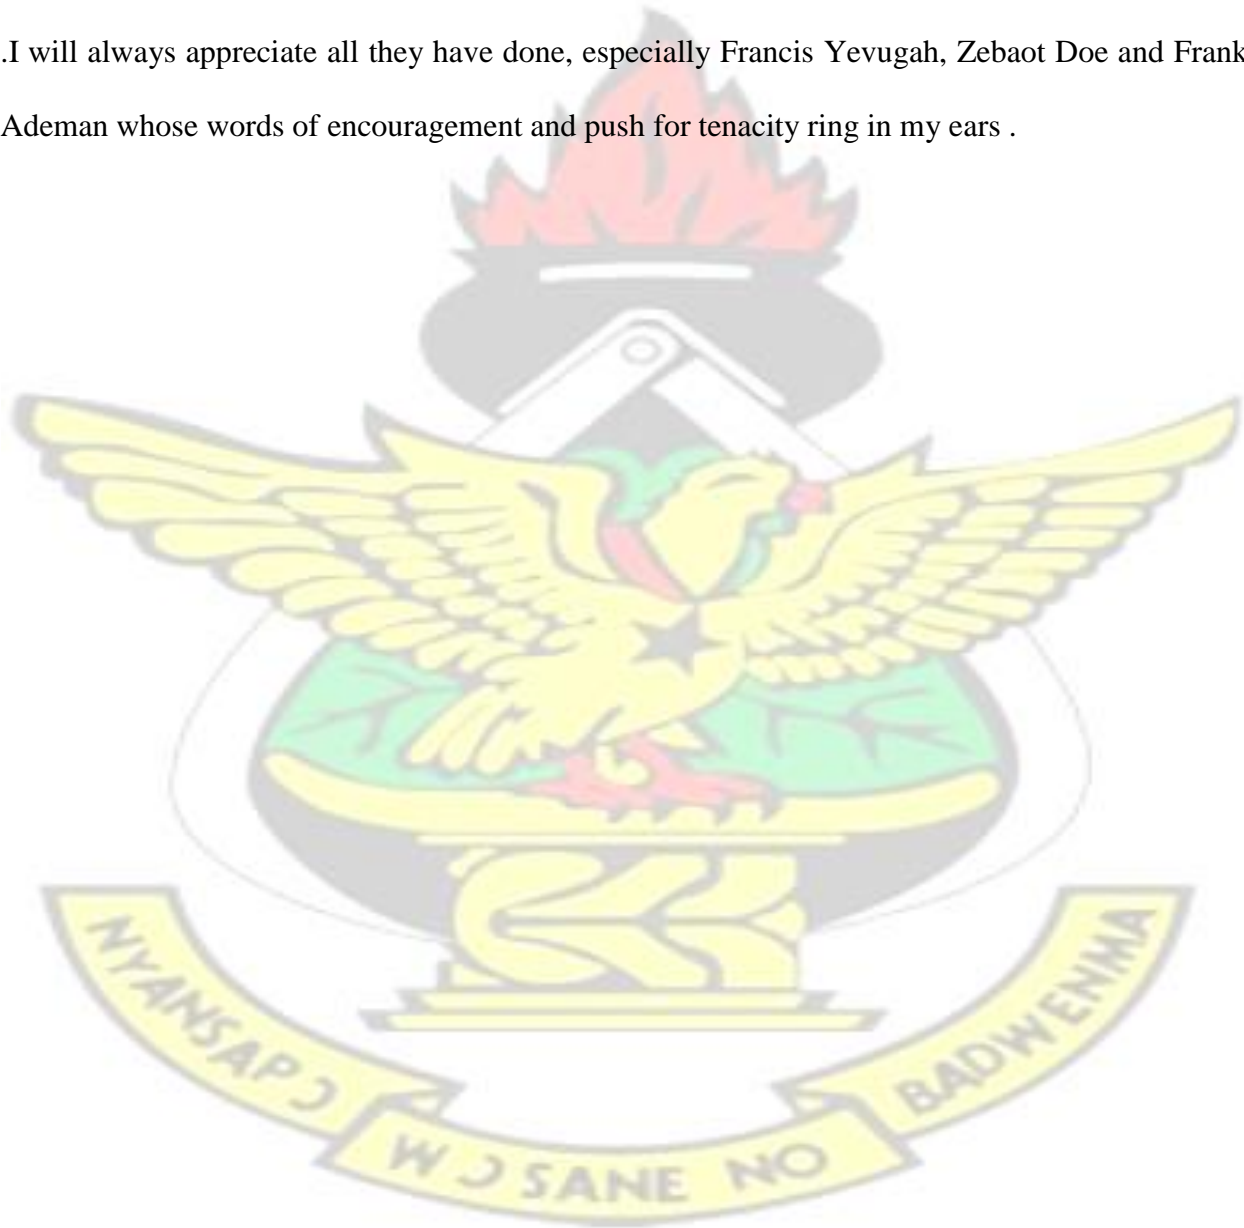 .I will always appreciate all they have done, especially Francis Yevugah, Zebaot Doe and Frank
Ademan whose words of encouragement and push for tenacity ring in my ears .
NYANSAPƆ
WƆSANE NO
BADWENMA